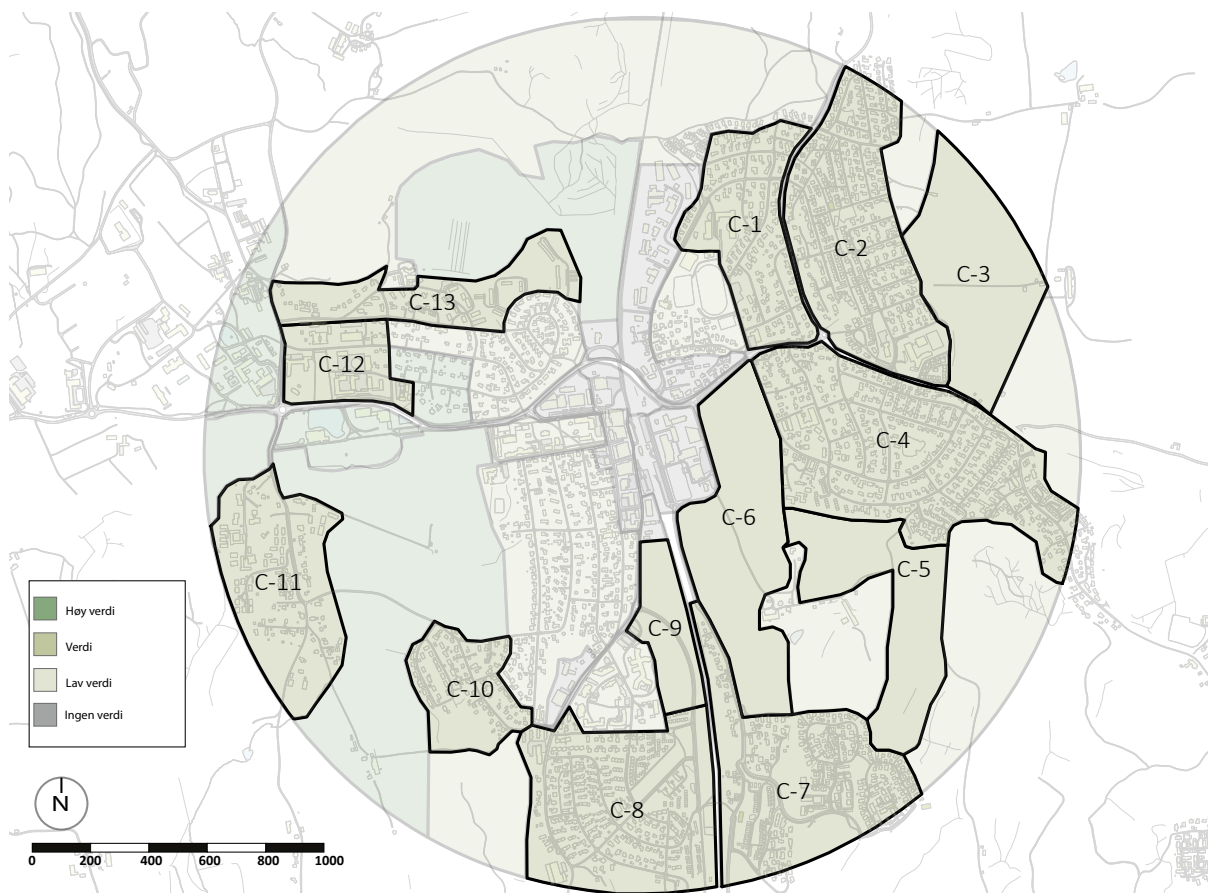 C-1
C-2
C-3
C-13
C-12
C-4
C-6
C-5
C-11
C-9
C-10
C-7
C-8
Høy verdi
Verdi
Lav verdi
Ingen verdi
N
0 200 400 600 800 1000